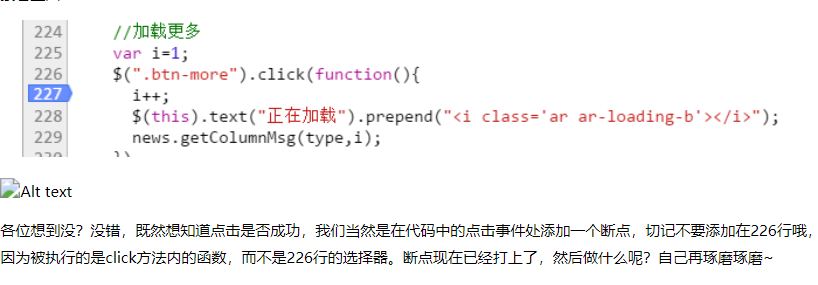 224 //加载更多
225 var i=1;
226 $(".btn-more").click(function(){
227 i++;
228 $(this).text("正在加载").prepend("<i class='ar ar-loading-b'></i>");
229 news.getColumnMsg(type,i);
Alt text
各位想到没？没错，既然想知道点击是否成功，我们当然是在代码中的点击事件处添加一个断点，切记不要添加在226行哦，
因为被执行的是click方法内的函数，而不是226行的选择器。断点现在已经打上了，然后做什么呢？自己再琢磨琢磨~